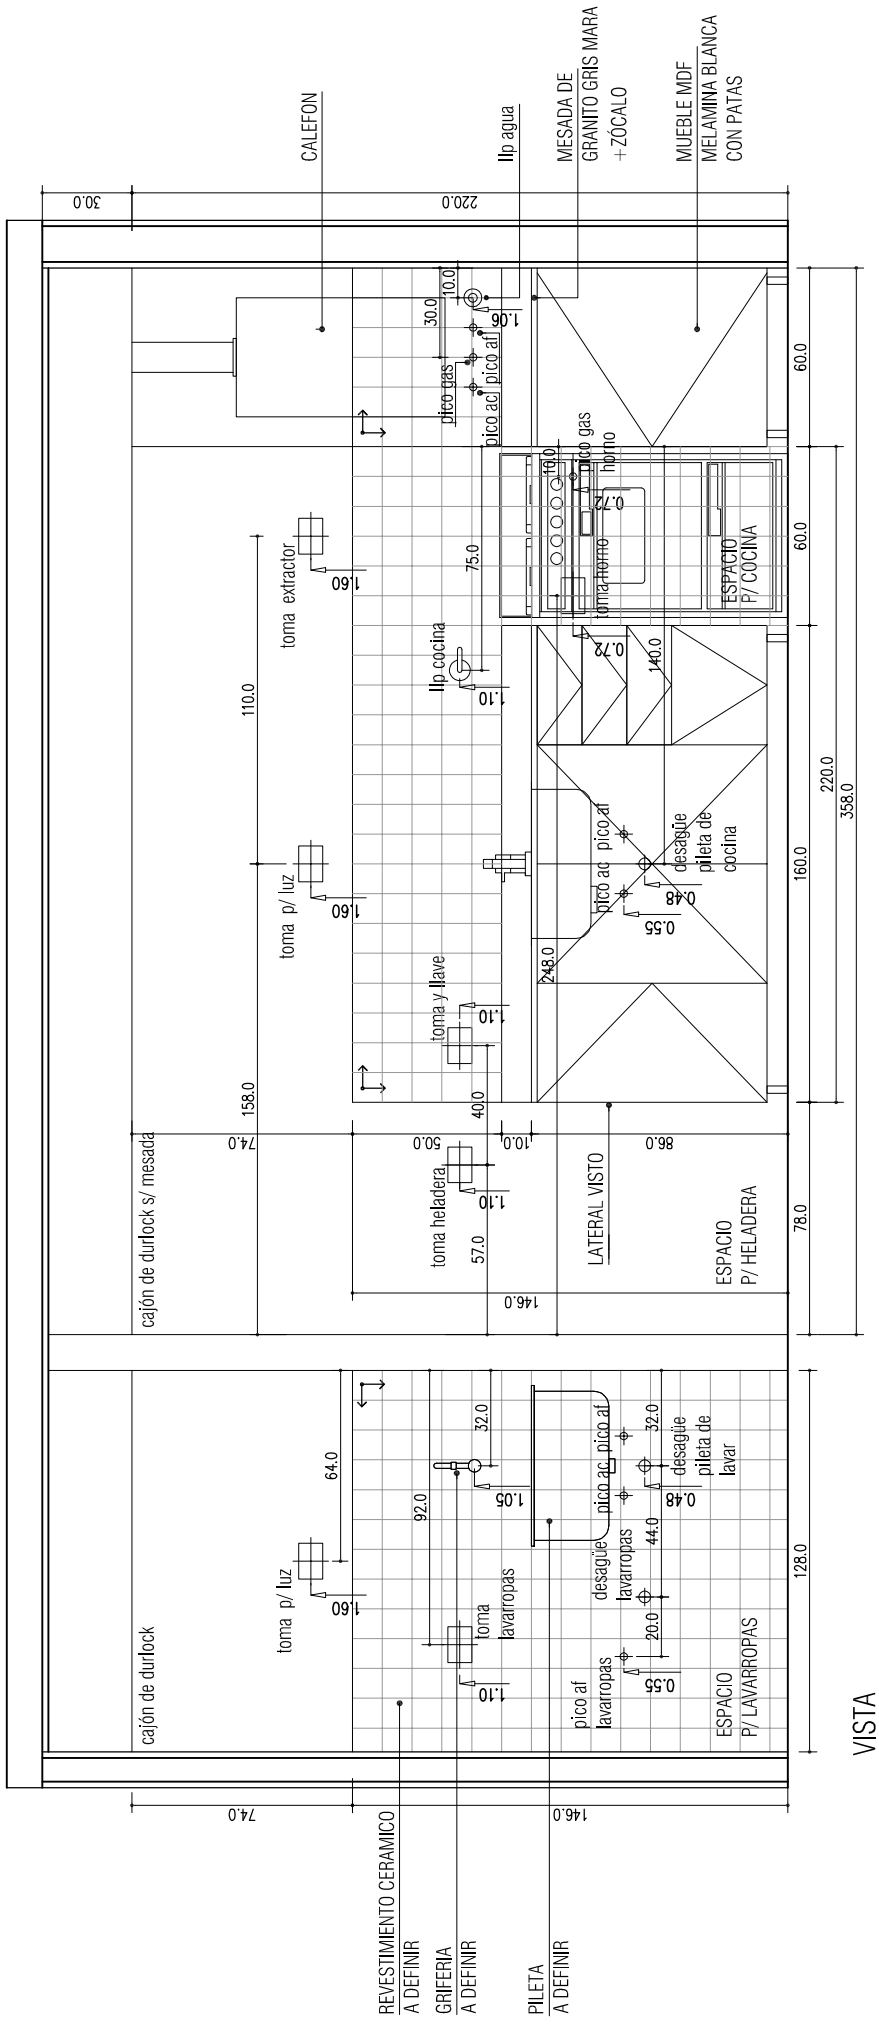 REVESTIMIENTO CERAMICO
A DEFINIR
GRIFERIA
A DEFINIR
PILETA
A DEFINIR
74.0
146.0
cajón de durlock
toma p/ luz
1.60
64.0
92.0
32.0
1.05
toma
lavarropas
1.10
pico ac
pico af
desagüe
lavarropas
pico af
lavarropas
0.55
20.0
44.0
32.0
0.48
desagüe
pileta de
lavar
ESPACIO
P/ LAVARROPAS
128.0
VISTA
cajón de durlock s/ mesada
158.0
110.0
74.0
50.0
10.0
86.0
146.0
toma heladera
1.10
57.0
40.0
toma y llave
1.10
248.0
LATERAL VISTO
ESPACIO
P/ HELADERA
78.0
toma p/ luz
1.60
toma extractor
1.60
llp cocina
1.10
75.0
pico ac
pico af
0.55
0.48
desagüe
pileta de
cocina
140.0
160.0
220.0
358.0
10.0
pico gas
horno
0.72
toma horno
0.72
ESPACIO
P/ COCINA
60.0
30.0
10.0
1.06
pico gas
pico ac
pico af
60.0
30.0
220.0
CALEFON
llp agua
MESADA DE
GRANITO GRIS MARA
+ZÓCALO
MUEBLE MDF
MELAMINA BLANCA
CON PATAS